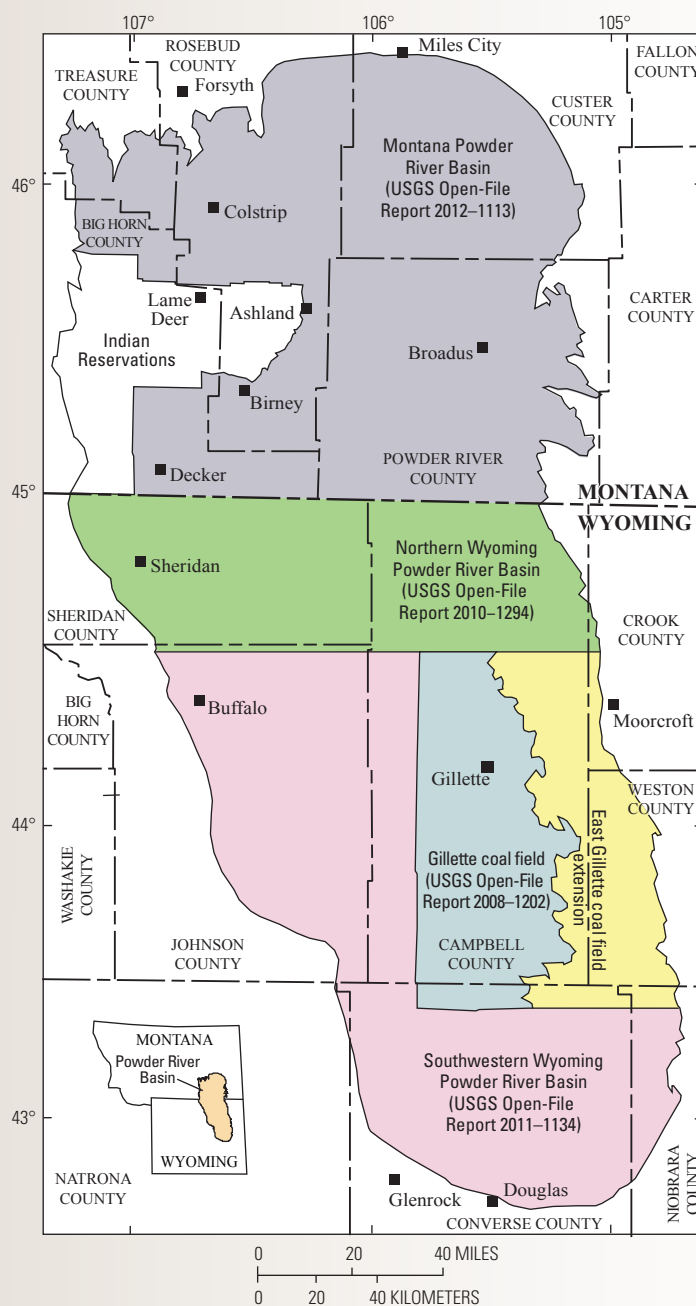 107°
106°
105°
ROSEBUD
COUNTY
Miles City
FALLON
COUNTY
TREASURE
COUNTY
Forsyth
CUSTER
COUNTY
Montana Powder
River Basin
(USGS Open-File
Report 2012–1113)
46°
Colstrip
BIG HORN
COUNTY
Lame
Deer
Ashland
CARTER
COUNTY
Indian
Reservations
Broadus
Birney
POWDER RIVER
COUNTY
Decker
45°
MONTANA
WYOMING
Northern Wyoming
Powder River Basin
(USGS Open-File
Report 2010–1294)
Sheridan
SHERIDAN
COUNTY
CROOK
COUNTY
BIG
HORN
COUNTY
Buffalo
Moorcroft
Gillette
WESTON
COUNTY
44°
WASHAKIE
COUNTY
East Gillette coal field
extension
Gillette coal field
(USGS Open-File
Report 2008–1202)
JOHNSON
COUNTY
CAMPBELL
COUNTY
MONTANA
Powder River
Basin
WYOMING
Southwestern Wyoming
Powder River Basin
(USGS Open-File
Report 2011–1134)
43°
NATRONA
COUNTY
Glenrock
Douglas
NIOBRARA
COUNTY
CONVERSE COUNTY
0 20 40 MILES
0 20 40 KILOMETERS